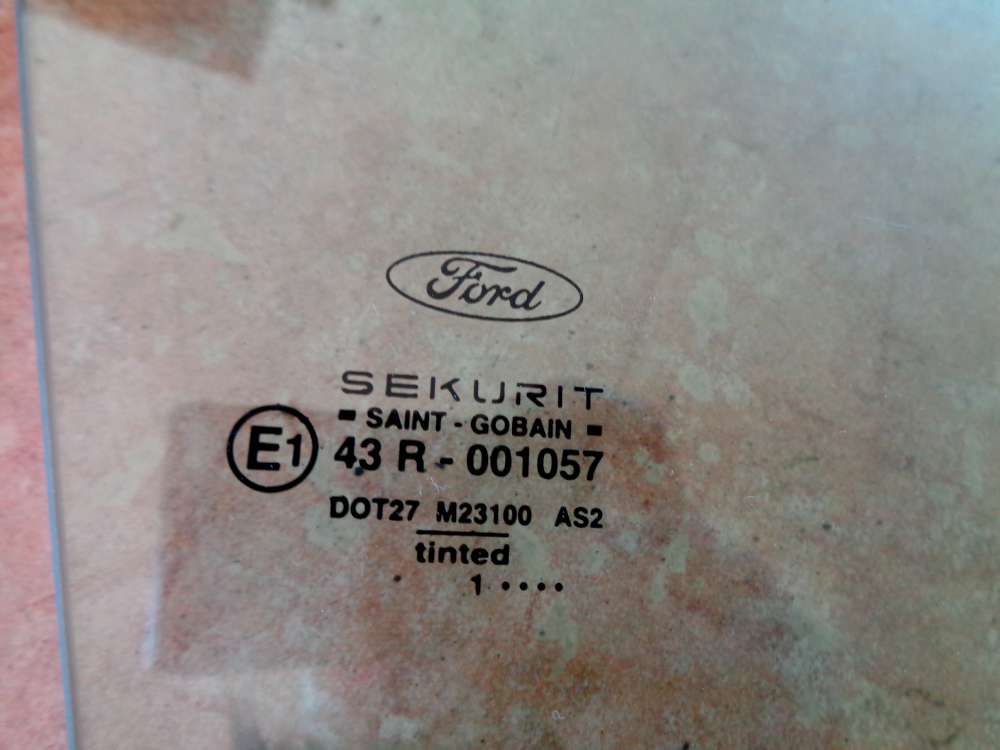 Ford
SEKURIT
SAINT - GOBAIN
E1 43 R - 001057
DOT27 M23100 AS2
tinted
1 ....